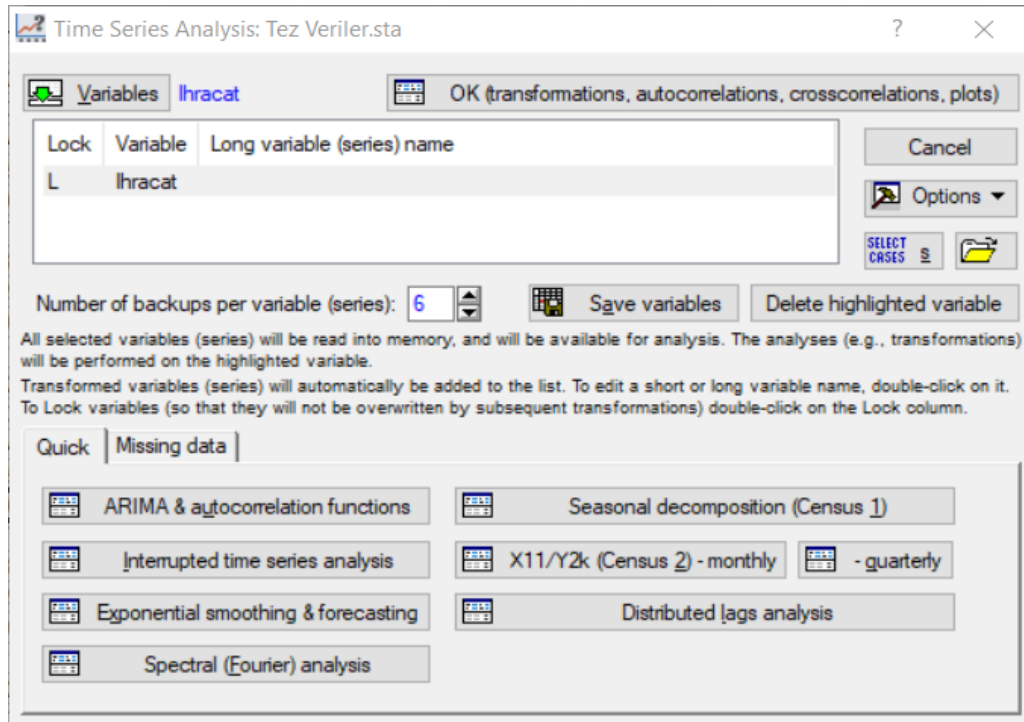 Time Series Analysis: Tez Veriler.sta ?
Variables Ihracat OK (transformations, autocorrelations, crosscorrelations, plots)
Lock Variable Long variable (series) name
L Ihracat
Cancel
Options
SELECT CASES S
Number of backups per variable (series): 6 Save variables Delete highlighted variable
All selected variables (series) will be read into memory, and will be available for analysis. The analyses (e.g., transformations)
will be performed on the highlighted variable.
Transformed variables (series) will automatically be added to the list. To edit a short or long variable name, double-click on it.
To Lock variables (so that they will not be overwritten by subsequent transformations) double-click on the Lock column.
Quick Missing data
ARIMA & autocorrelation functions Seasonal decomposition (Census 1)
Interrupted time series analysis X11/Y2k (Census 2) - monthly - quarterly
Exponential smoothing & forecasting Distributed lags analysis
Spectral (Fourier) analysis